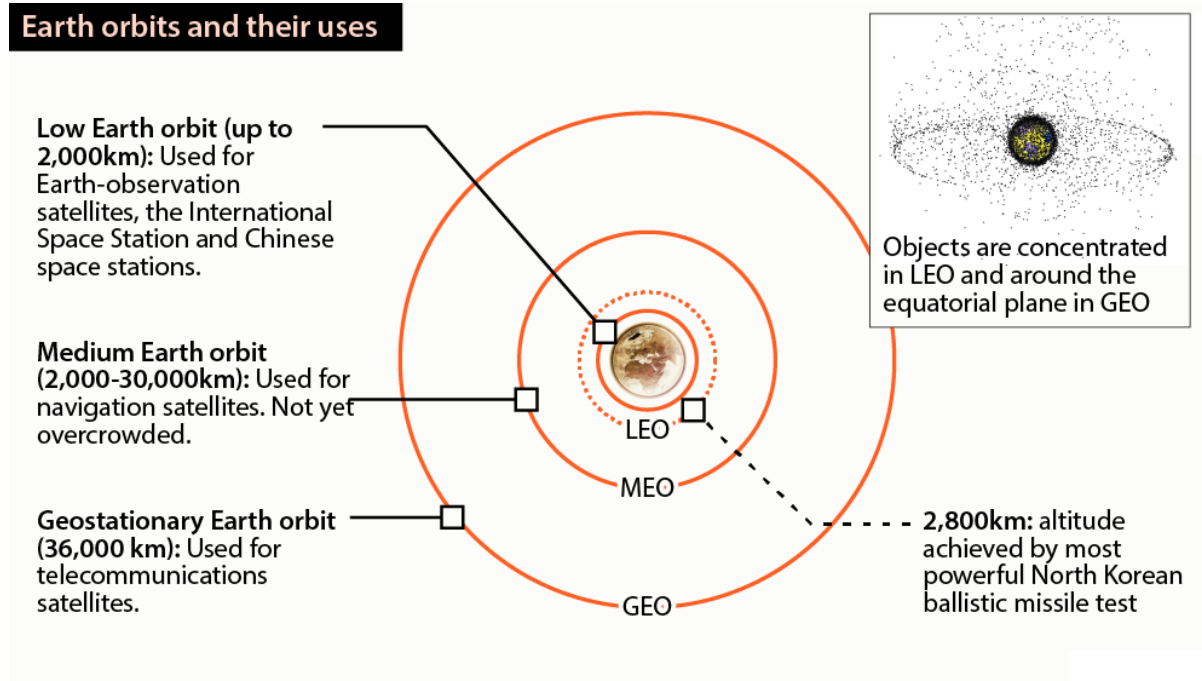 Earth orbits and their uses
Low Earth orbit (up to
2,000km): Used for
Earth-observation
satellites, the International
Space Station and Chinese
space stations.
Medium Earth orbit
(2,000-30,000km): Used for
navigation satellites. Not yet
overcrowded.
Geostationary Earth orbit
(36,000 km): Used for
telecommunications
satellites.
LEO
MEO
GEO
Objects are concentrated
in LEO and around the
equatorial plane in GEO
2,800km: altitude
achieved by most
powerful North Korean
ballistic missile test